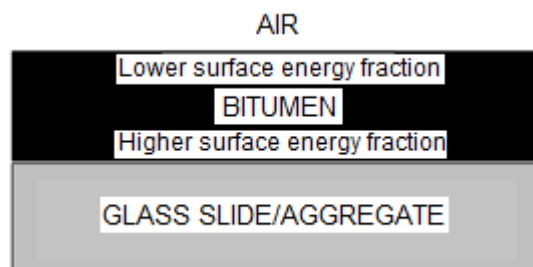 AIR
Lower surface energy fraction
BITUMEN
Higher surface energy fraction
GLASS SLIDE/AGGREGATE